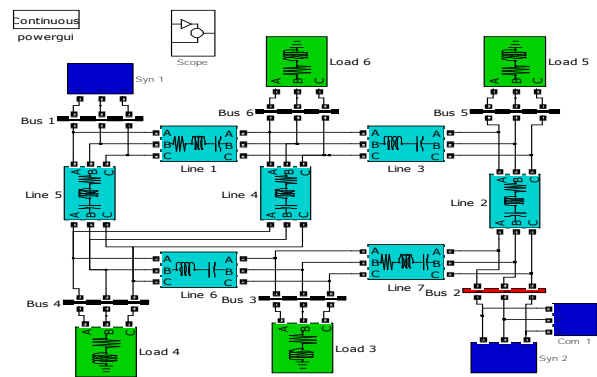 Continuous
powergui
Scope
Load 6
Load 5
Syn 1
Bus 1
Bus 6
Bus 5
A B C
A B C
A B C
A A
B B
C C
Line 1
A A
B B
C C
Line 3
A B C
Line 5
A B C
A B C
Line 4
A B C
A B C
Line 2
A B C
A A
B B
C C
Line 6
A A
B B
C C
Line 7
Bus 4
Bus 3
Bus 2
A B C
Load 4
A B C
Load 3
Syn 2
Com 1